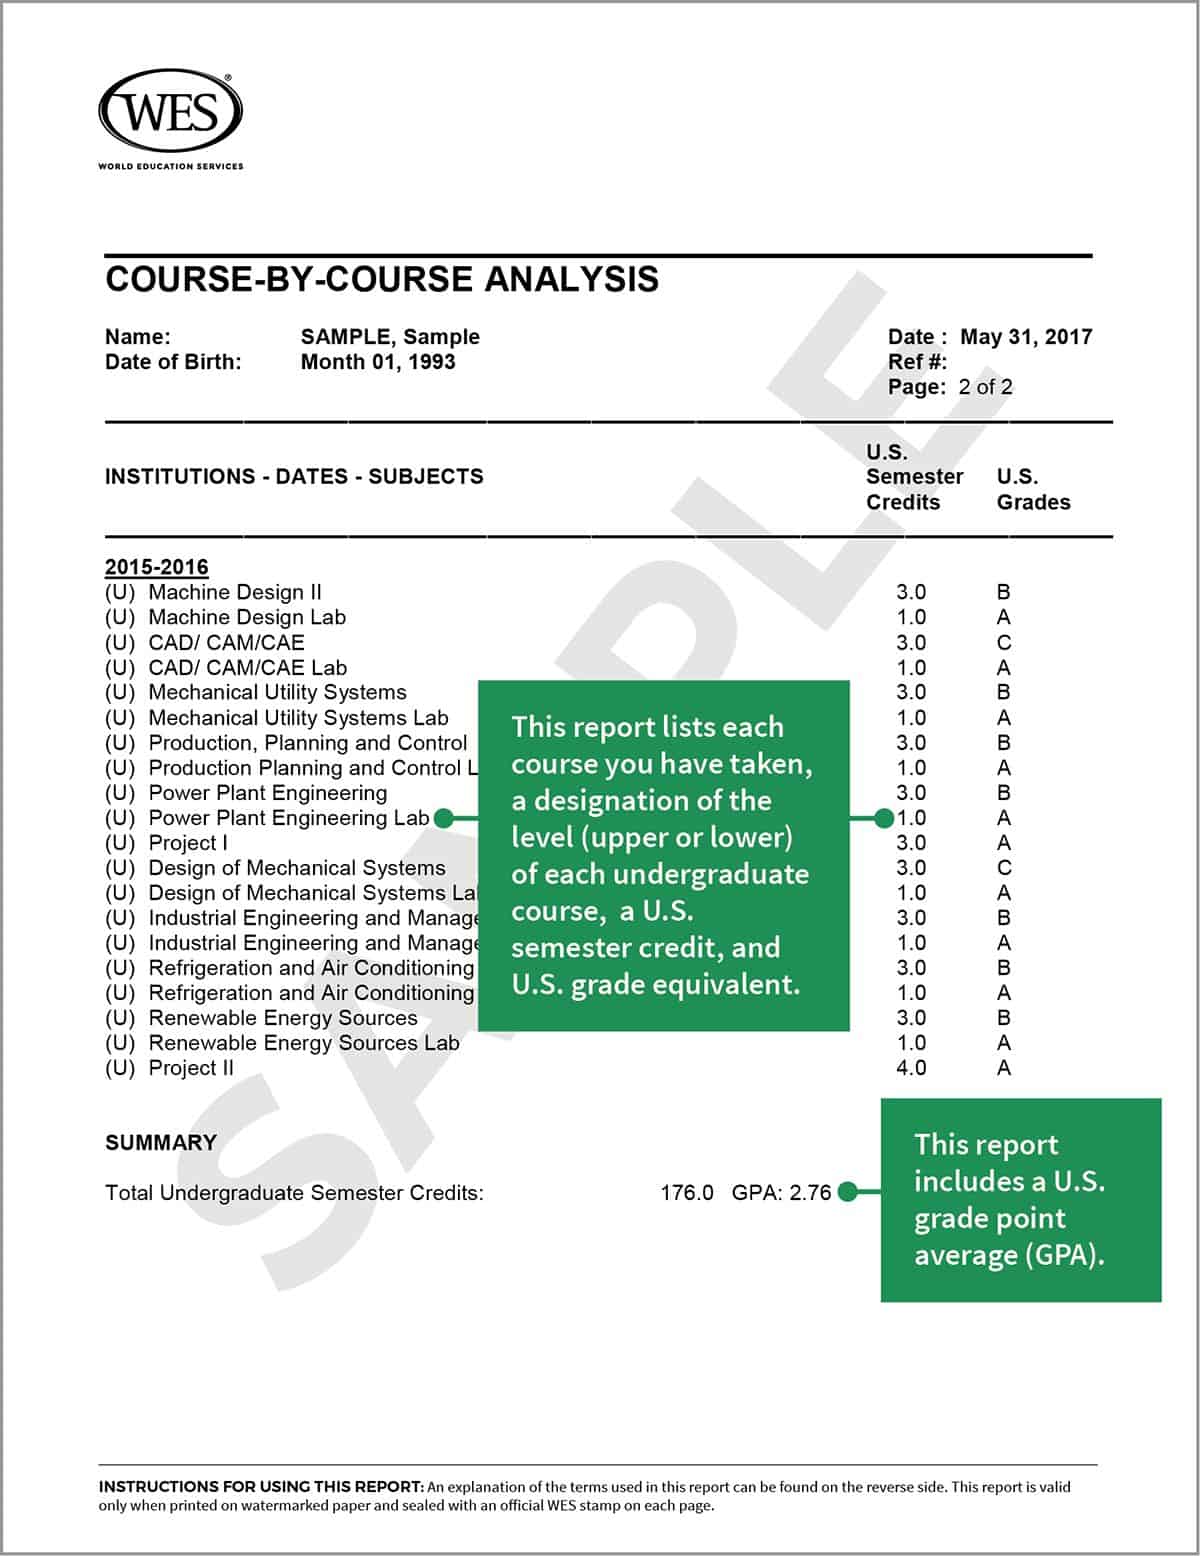 WES®
WORLD EDUCATION SERVICES
COURSE-BY-COURSE ANALYSIS
Name: SAMPLE, Sample Date : May 31, 2017
Date of Birth: Month 01, 1993 Ref #:
Page: 2 of 2
INSTITUTIONS - DATES - SUBJECTS
U.S.
Semester
Credits
U.S.
Grades
2015-2016
(U) Machine Design II 3.0 B
(U) Machine Design Lab 1.0 A
(U) CAD/ CAM/CAE 3.0 C
(U) CAD/ CAM/CAE Lab 1.0 A
(U) Mechanical Utility Systems 3.0 B
(U) Mechanical Utility Systems Lab 1.0 A
(U) Production, Planning and Control 3.0 B
(U) Production Planning and Control L 1.0 A
(U) Power Plant Engineering 3.0 B
(U) Power Plant Engineering Lab 1.0 A
(U) Project I 3.0 A
(U) Design of Mechanical Systems 3.0 C
(U) Design of Mechanical Systems La 1.0 A
(U) Industrial Engineering and Manage 3.0 B
(U) Industrial Engineering and Manage 1.0 A
(U) Refrigeration and Air Conditioning 3.0 B
(U) Refrigeration and Air Conditioning 1.0 A
(U) Renewable Energy Sources 3.0 B
(U) Renewable Energy Sources Lab 1.0 A
(U) Project II 4.0 A
This report lists each
course you have taken,
a designation of the
level (upper or lower)
of each undergraduate
course, a U.S.
semester credit, and
U.S. grade equivalent.
SUMMARY
Total Undergraduate Semester Credits: 176.0 GPA: 2.76
This report
includes a U.S.
grade point
average (GPA).
SAMPLE
INSTRUCTIONS FOR USING THIS REPORT: An explanation of the terms used in this report can be found on the reverse side. This report is valid
only when printed on watermarked paper and sealed with an official WES stamp on each page.